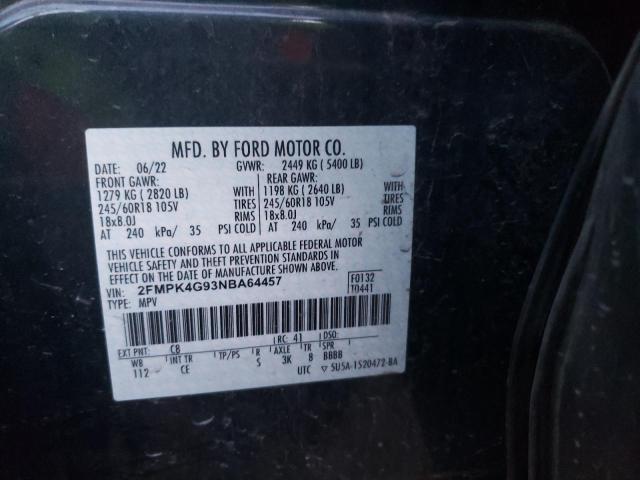 MFD. BY FORD MOTOR CO.
DATE: 06/22 GVWR: 2449 KG (5400 LB)
FRONT GAWR: REAR GAWR:
1279 KG (2820 LB) WITH 1198 KG (2640 LB) WITH
245/60R18 105V TIRES 245/60R18 105V TIRES
18x8.0J RIMS 18x8.0J RIMS
AT 240 kPa/ 35 PSI COLD AT 240 kPa/ 35 PSI COLD
THIS VEHICLE CONFORMS TO ALL APPLICABLE FEDERAL MOTOR
VEHICLE SAFETY AND THEFT PREVENTION STANDARDS IN
EFFECT ON THE DATE OF MANUFACTURE SHOWN ABOVE.
VIN: 2FMPK4G93NBA64457 F0132
TYPE: MPV T0441
EXT PNT: C8 RC: 41 DSO:
WB INT TR TP/PS R AXLE TR SPR
112 CE S 3K 8 BBBB
UTC ▽ 5U5A-1520472-BA